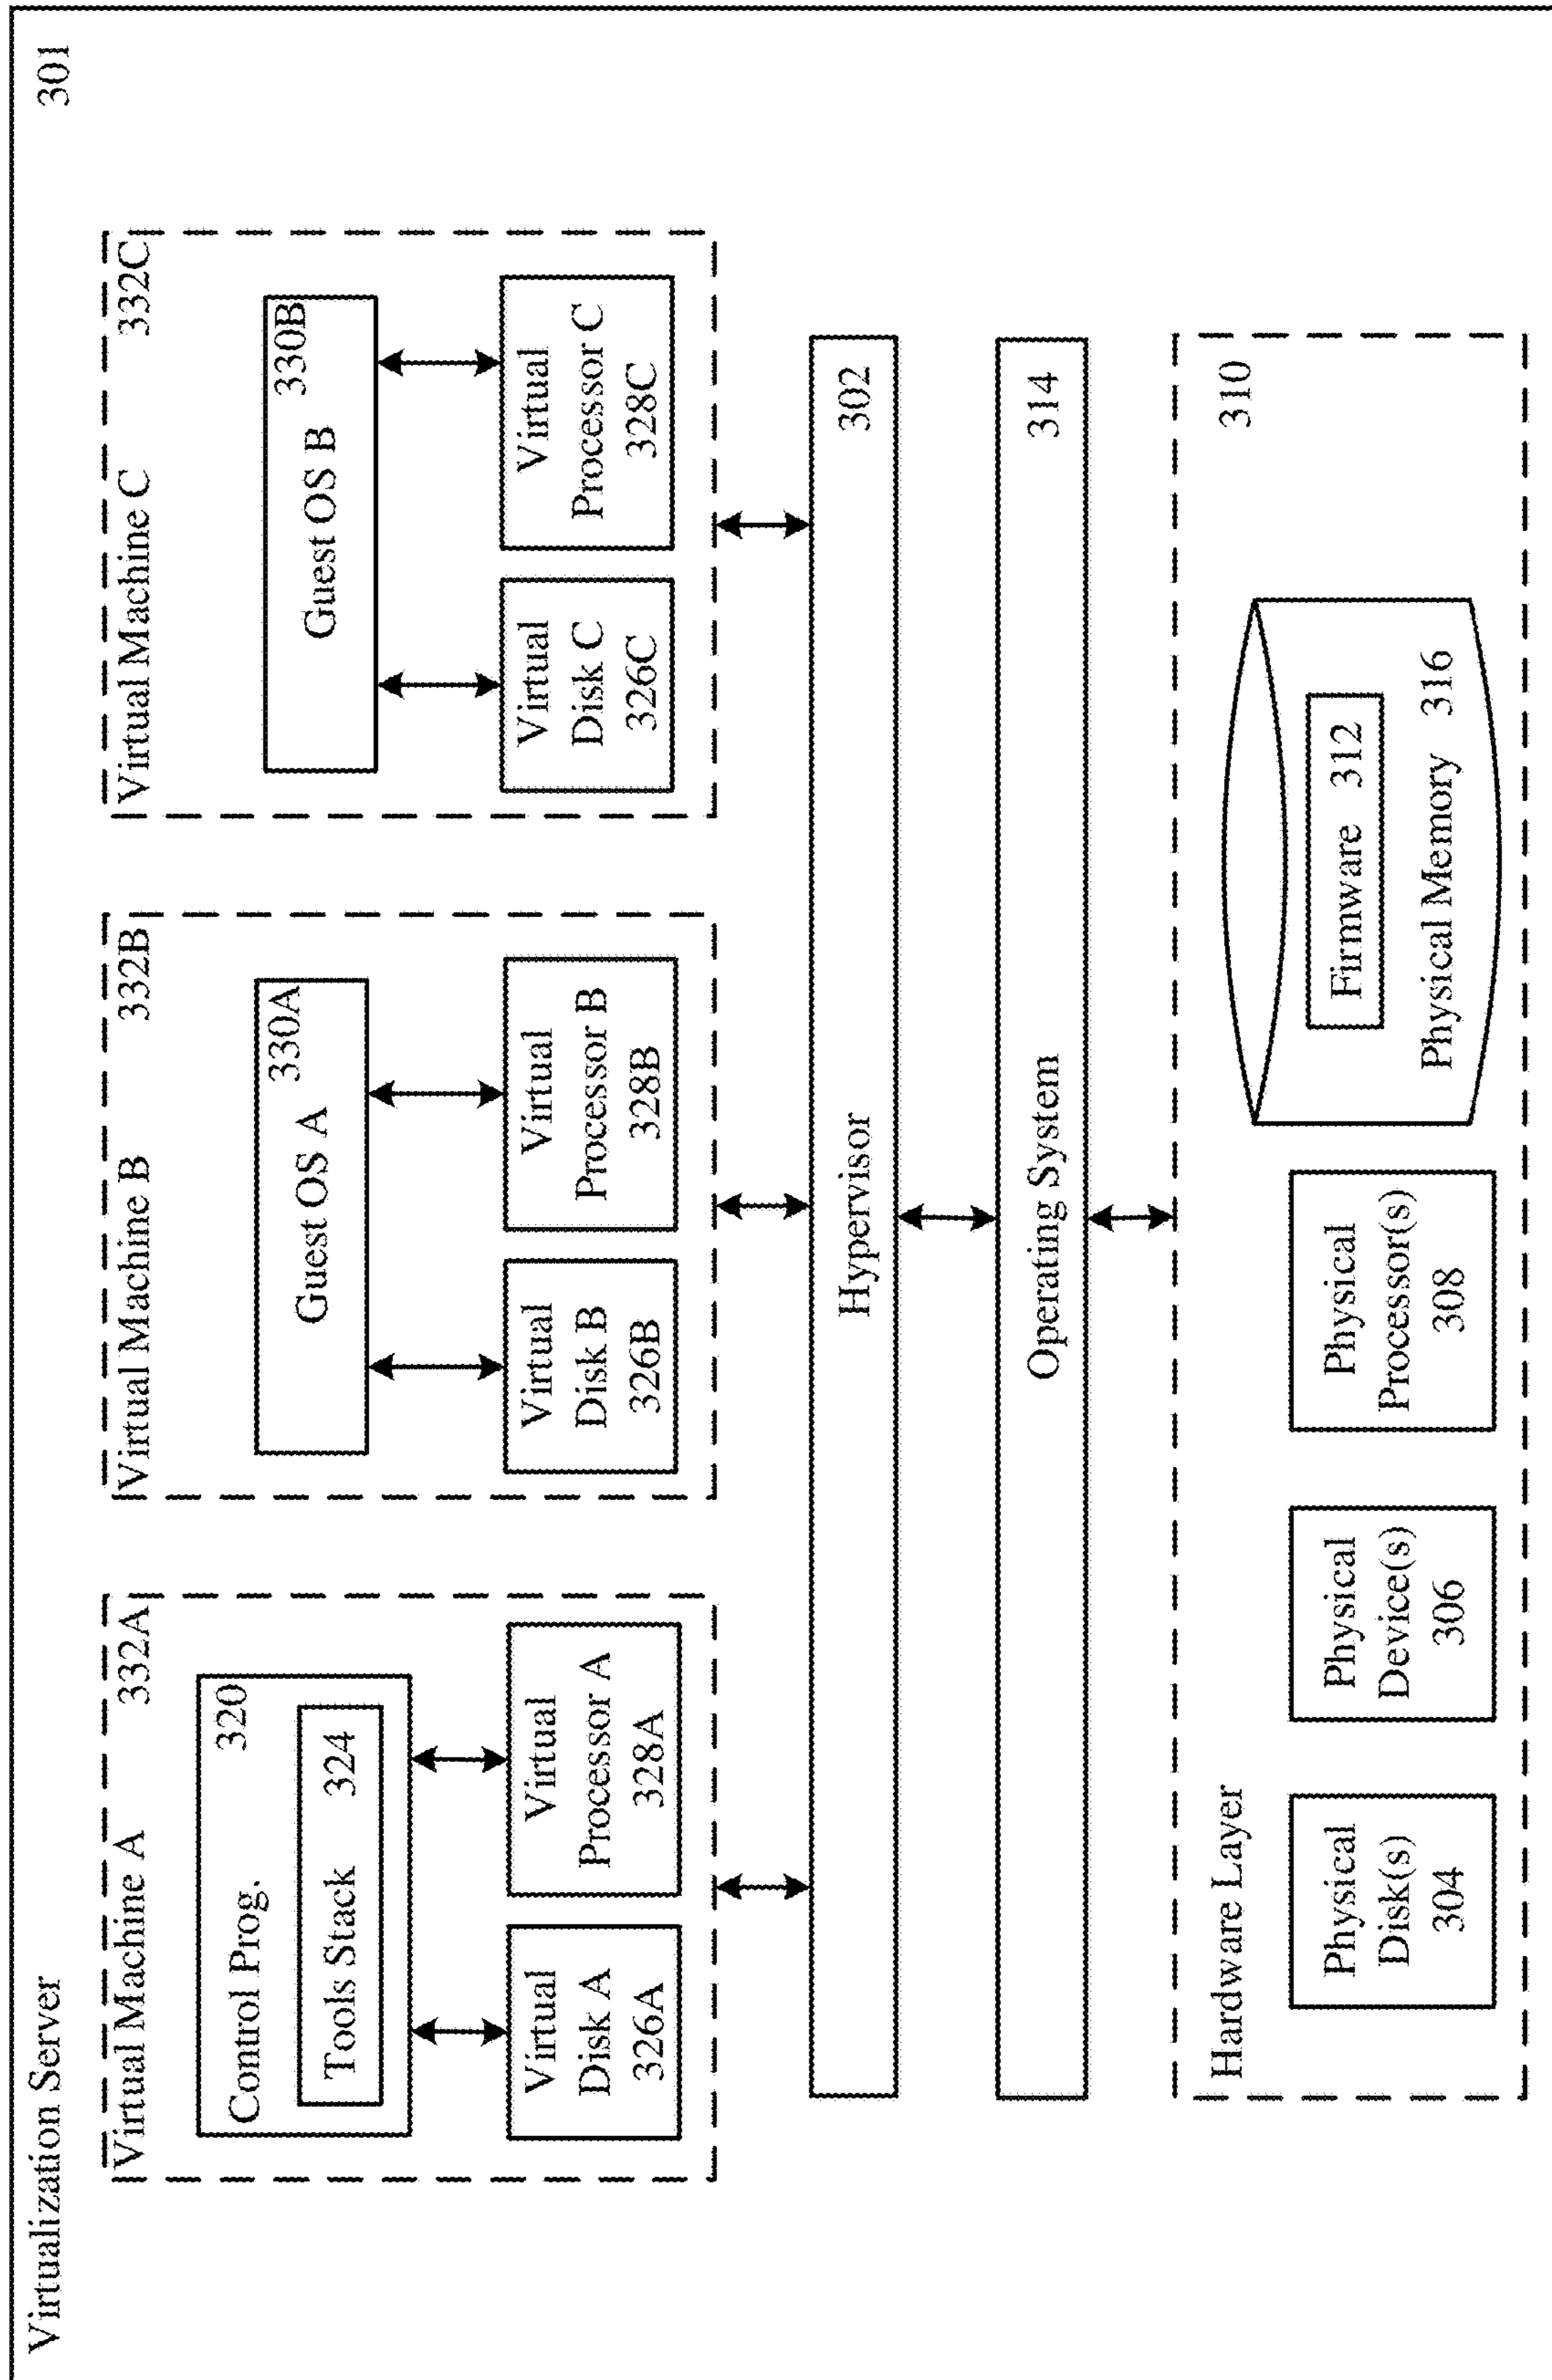 Virtualization Server
301
Virtual Machine A
332A
Control Prog.
320
Tools Stack 324
Virtual
Disk A
326A
Virtual
Processor A
328A
Virtual Machine B
332B
330A
Guest OS A
Virtual
Disk B
326B
Virtual
Processor B
328B
Virtual Machine C
332C
330B
Guest OS B
Virtual
Disk C
326C
Virtual
Processor C
328C
Hypervisor
302
Operating System
314
Hardware Layer
310
Physical
Disk(s)
304
Physical
Device(s)
306
Physical
Processor(s)
308
Firmware 312
Physical Memory 316